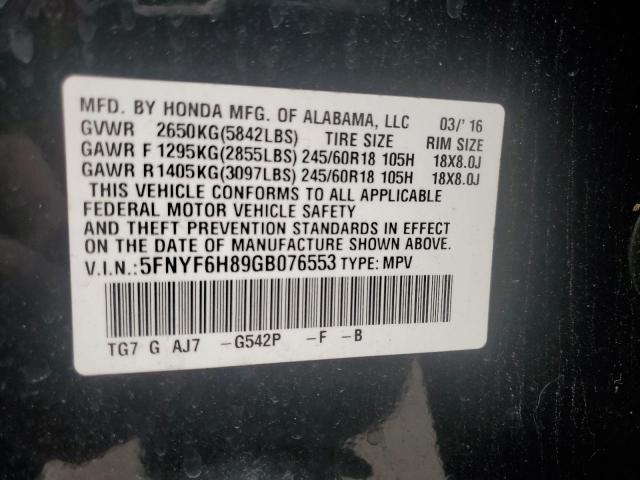 MFD. BY HONDA MFG. OF ALABAMA, LLC 03/'16
GVWR 2650KG(5842LBS) TIRE SIZE RIM SIZE
GAWR F 1295KG(2855LBS) 245/60R18 105H 18X8.0J
GAWR R 1405KG(3097LBS) 245/60R18 105H 18X8.0J
THIS VEHICLE CONFORMS TO ALL APPLICABLE
FEDERAL MOTOR VEHICLE SAFETY
AND THEFT PREVENTION STANDARDS IN EFFECT
ON THE DATE OF MANUFACTURE SHOWN ABOVE.
V.I.N.: 5FNYF6H89GB076553 TYPE: MPV
TG7 G AJ7 -G542P -F -B